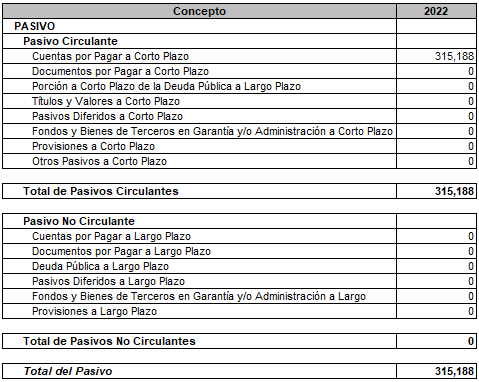 Concepto 2022
PASIVO
Pasivo Circulante
Cuentas por Pagar a Corto Plazo 315,188
Documentos por Pagar a Corto Plazo 0
Porción a Corto Plazo de la Deuda Pública a Largo Plazo 0
Títulos y Valores a Corto Plazo 0
Pasivos Diferidos a Corto Plazo 0
Fondos y Bienes de Terceros en Garantía y/o Administración a Corto Plazo 0
Provisiones a Corto Plazo 0
Otros Pasivos a Corto Plazo 0
Total de Pasivos Circulantes 315,188
Pasivo No Circulante
Cuentas por Pagar a Largo Plazo 0
Documentos por Pagar a Largo Plazo 0
Deuda Pública a Largo Plazo 0
Pasivos Diferidos a Largo Plazo 0
Fondos y Bienes de Terceros en Garantía y/o Administración a Largo 0
Provisiones a Largo Plazo 0
Total de Pasivos No Circulantes 0
Total del Pasivo 315,188